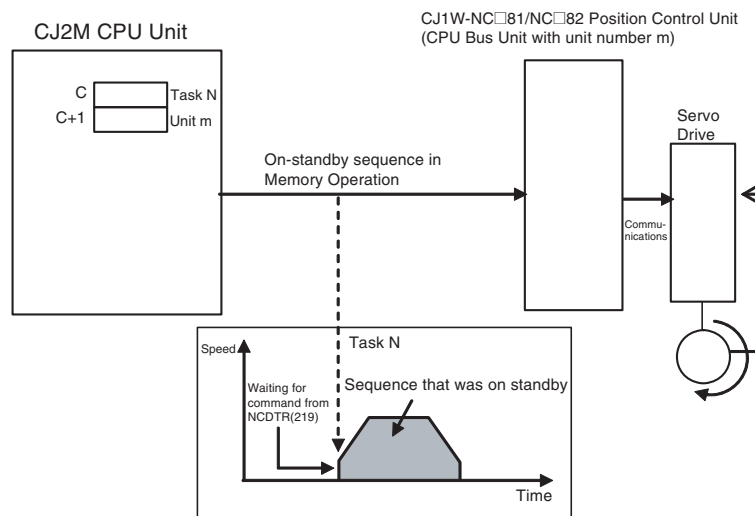 CJ2M CPU Unit
C
Task N
C+1
Unit m
CJ1W-NC□81/NC□82 Position Control Unit
(CPU Bus Unit with unit number m)
On-standby sequence in
Memory Operation
Servo
Drive
Commu-
nications
Task N
Speed
Waiting for
command from
NCDTR(219)
Sequence that was on standby
Time